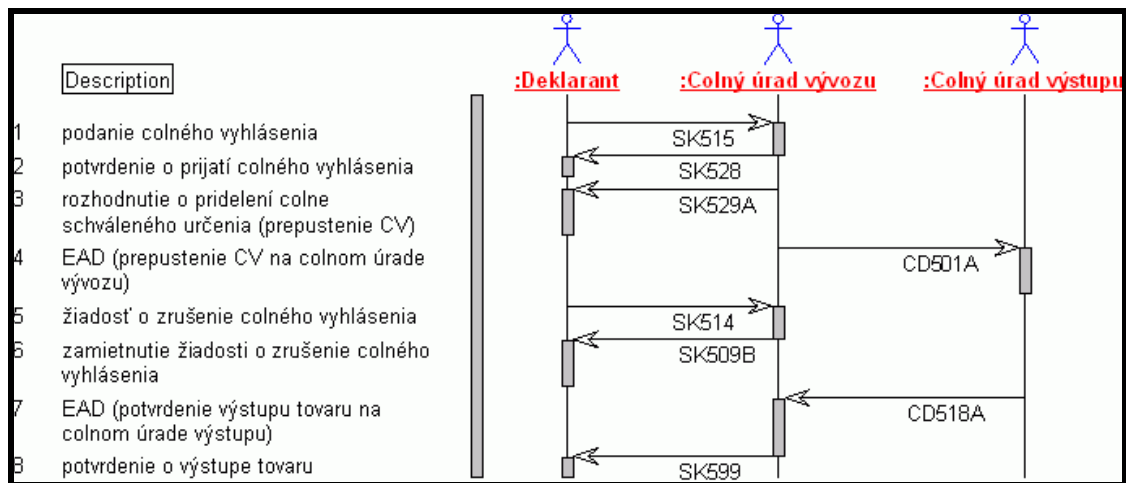 Description
:Deklarant
:Colný úrad vývozu
:Colný úrad výstupu
1 podanie colného vyhlásenia
SK515
2 potvrdenie o prijatí colného vyhlásenia
SK528
3 rozhodnutie o pridelení colne
schváleného určenia (prepustenie CV)
SK529A
4 EAD (prepustenie CV na colnom úrade
vývozu)
CD501A
5 žiadosť o zrušenie colného vyhlásenia
SK514
6 zamietnutie žiadosti o zrušenie colného
vyhlásenia
SK509B
7 EAD (potvrdenie výstupu tovaru na
colnom úrade výstupu)
CD518A
8 potvrdenie o výstupe tovaru
SK599